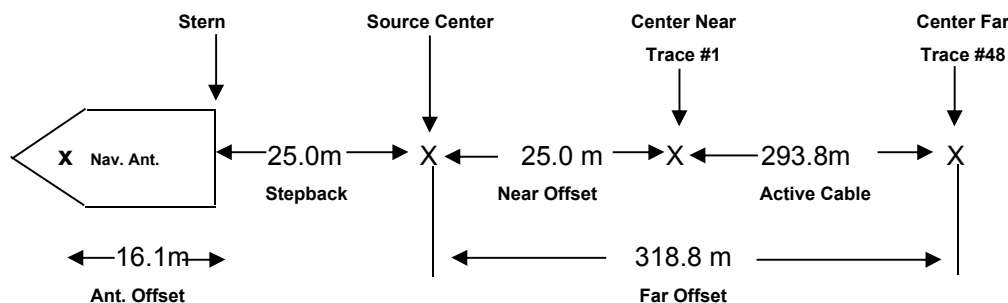 Stern
Source Center
Center Near
Trace #1
Center Far
Trace #48
X Nav. Ant.
25.0m
X
25.0 m
X
293.8m
X
Stepback
Near Offset
Active Cable
16.1m
318.8 m
Ant. Offset
Far Offset